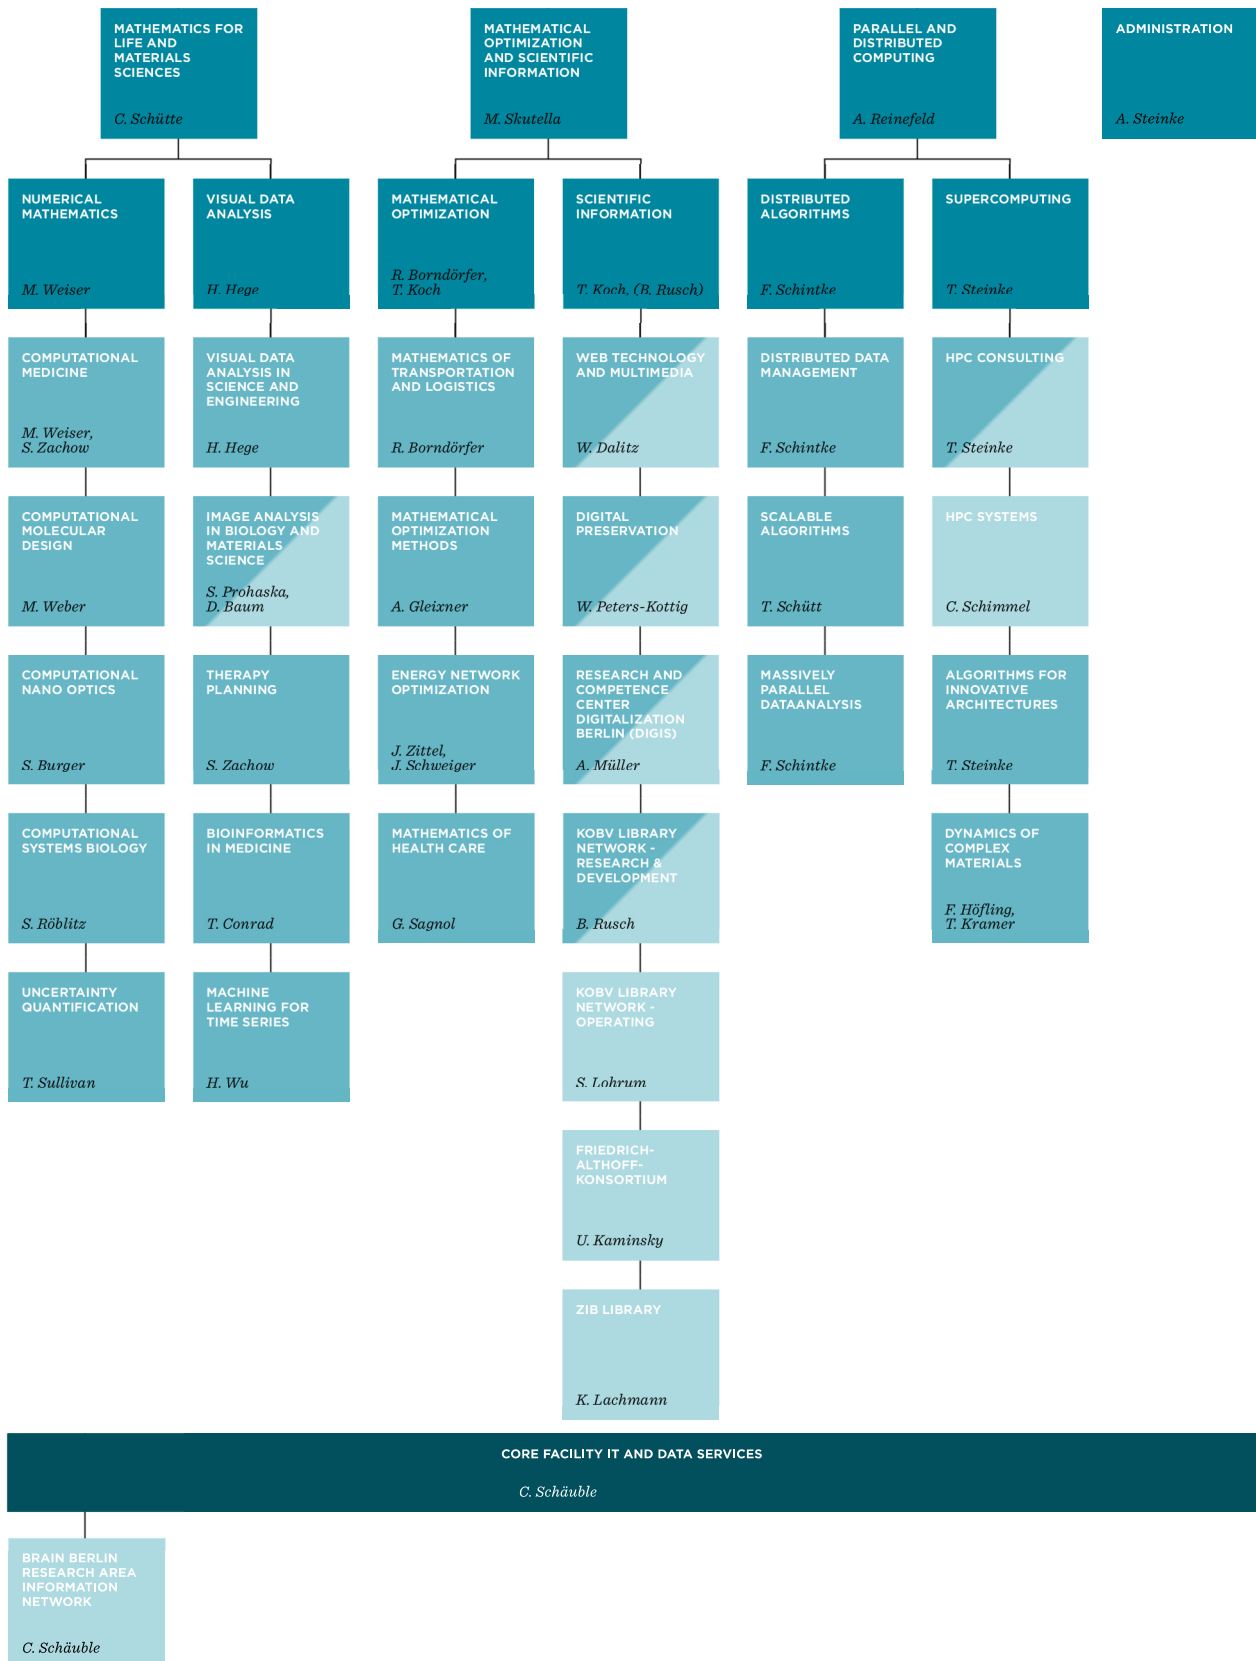 MATHEMATICS FOR
LIFE AND
MATERIALS
SCIENCES
C. Schütte
MATHEMATICAL
OPTIMIZATION
AND SCIENTIFIC
INFORMATION
M. Skutella
PARALLEL AND
DISTRIBUTED
COMPUTING
A. Reinefeld
ADMINISTRATION
A. Steinke
NUMERICAL
MATHEMATICS
M. Weiser
VISUAL DATA
ANALYSIS
H. Hege
MATHEMATICAL
OPTIMIZATION
R. Borndörfer,
T. Koch
SCIENTIFIC
INFORMATION
T. Koch, (B. Rusch)
DISTRIBUTED
ALGORITHMS
F. Schintke
SUPERCOMPUTING
T. Steinke
COMPUTATIONAL
MEDICINE
M. Weiser,
S. Zachow
VISUAL DATA
ANALYSIS IN
SCIENCE AND
ENGINEERING
H. Hege
MATHEMATICS OF
TRANSPORTATION
AND LOGISTICS
R. Borndörfer
WEB TECHNOLOGY
AND MULTIMEDIA
W. Dalitz
DISTRIBUTED DATA
MANAGEMENT
F. Schintke
HPC CONSULTING
T. Steinke
COMPUTATIONAL
MOLECULAR
DESIGN
M. Weber
IMAGE ANALYSIS
IN BIOLOGY AND
MATERIALS
SCIENCE
S. Prohaska,
D. Baum
MATHEMATICAL
OPTIMIZATION
METHODS
A. Gleixner
DIGITAL
PRESERVATION
W. Peters-Kottig
SCALABLE
ALGORITHMS
T. Schütt
HPC SYSTEMS
C. Schimmel
COMPUTATIONAL
NANO OPTICS
S. Burger
THERAPY
PLANNING
S. Zachow
ENERGY NETWORK
OPTIMIZATION
J. Zittel,
J. Schweiger
RESEARCH AND
COMPETENCE
CENTER
DIGITALIZATION
BERLIN (DIGIS)
A. Müller
MASSIVELY
PARALLEL
DATAANALYSIS
F. Schintke
ALGORITHMS FOR
INNOVATIVE
ARCHITECTURES
T. Steinke
COMPUTATIONAL
SYSTEMS BIOLOGY
S. Röblitz
BIOINFORMATICS
IN MEDICINE
T. Conrad
MATHEMATICS OF
HEALTH CARE
G. Sagnol
KOBV LIBRARY
NETWORK -
RESEARCH &
DEVELOPMENT
B. Rusch
DYNAMICS OF
COMPLEX
MATERIALS
F. Höfling,
T. Kramer
UNCERTAINTY
QUANTIFICATION
T. Sullivan
MACHINE
LEARNING FOR
TIME SERIES
H. Wu
KOBV LIBRARY
NETWORK -
OPERATING
S. Lohrum
FRIEDRICH-
ALTHOFF-
KONSORTIUM
U. Kaminsky
ZIB LIBRARY
K. Lachmann
CORE FACILITY IT AND DATA SERVICES
C. Schäuble
BRAIN BERLIN
RESEARCH AREA
INFORMATION
NETWORK
C. Schäuble